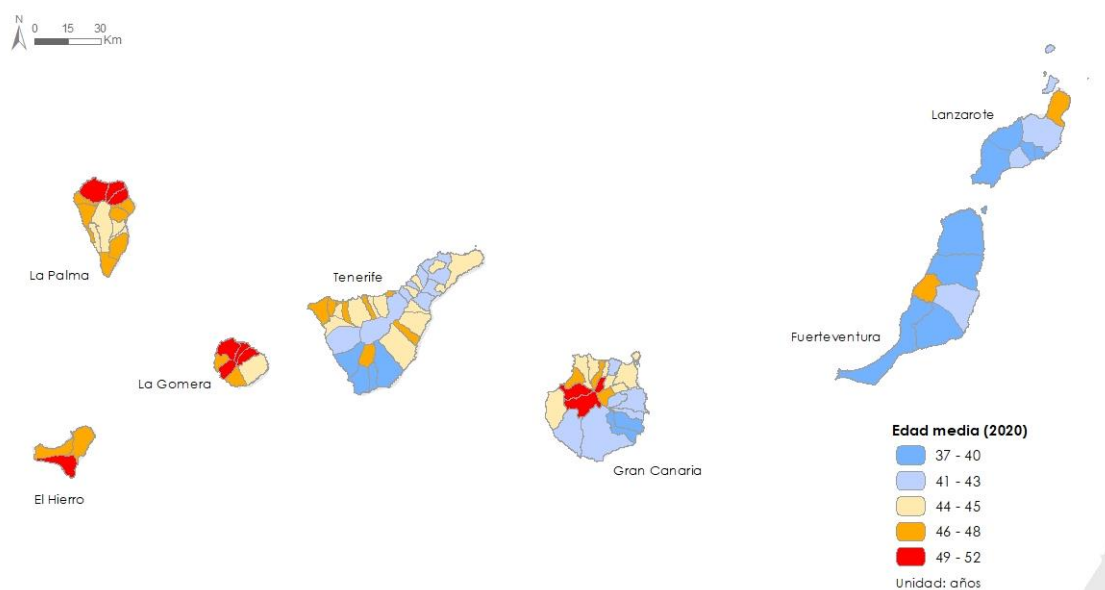 N
0 15 30
Km
Lanzarote
La Palma
Tenerife
Fuerteventura
La Gomera
Gran Canaria
El Hierro
Edad media (2020)
37 - 40
41 - 43
44 - 45
46 - 48
49 - 52
Unidad: años